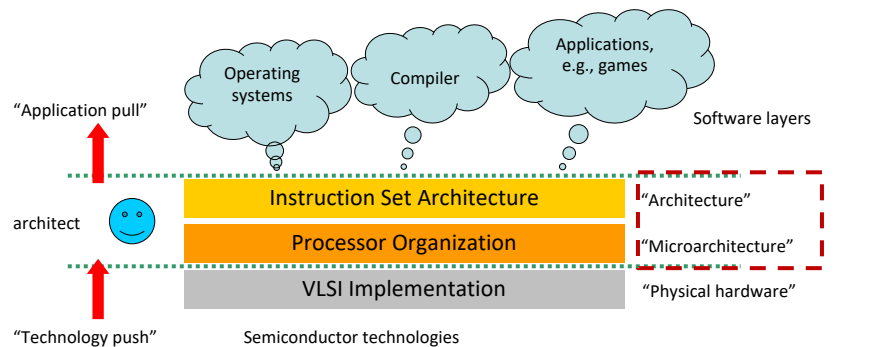 Operating
systems
Compiler
Applications,
e.g., games
“Application pull”
Software layers
Instruction Set Architecture
“Architecture”
architect
Processor Organization
“Microarchitecture”
VLSI Implementation
“Physical hardware”
“Technology push”
Semiconductor technologies